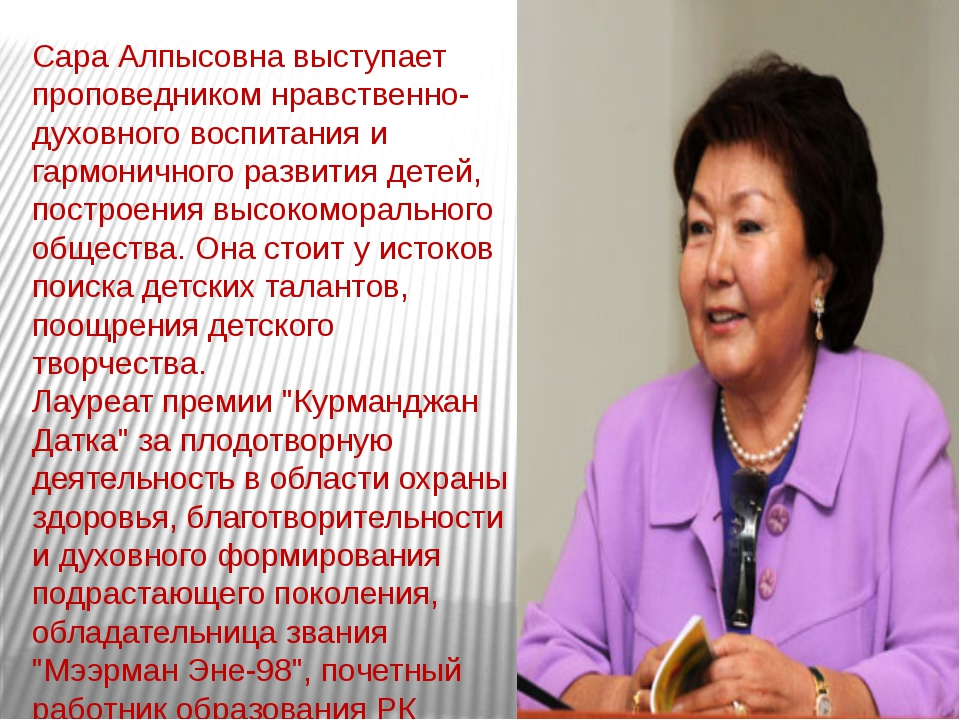 Сара Алпысовна выступает
проповедником нравственно-
духовного воспитания и
гармоничного развития детей,
построения высокоморального
общества. Она стоит у истоков
поиска детских талантов,
поощрения детского
творчества.
Лауреат премии "Курманджан
Датка" за плодотворную
деятельность в области охраны
здоровья, благотворительности
и духовного формирования
подрастающего поколения,
обладательница звания
"Мээрман Эне-98", почетный
работник образования РК